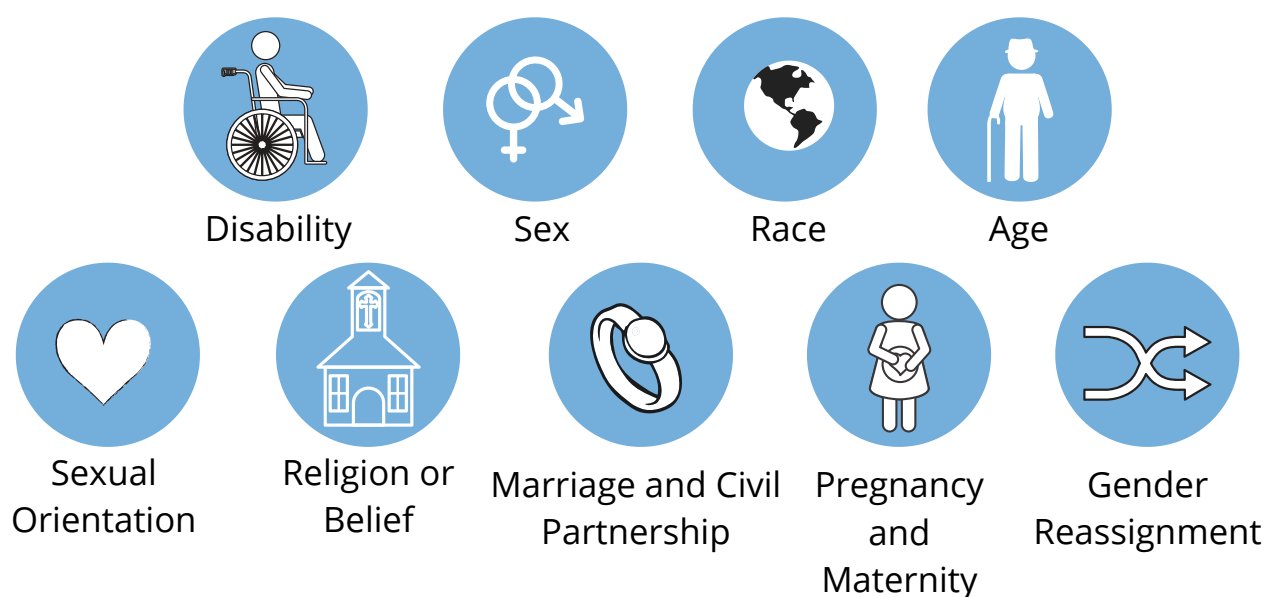 Disability
Sex
Race
Age
Sexual
Orientation
Religion or
Belief
Marriage and Civil
Partnership
Pregnancy
and
Maternity
Gender
Reassignment